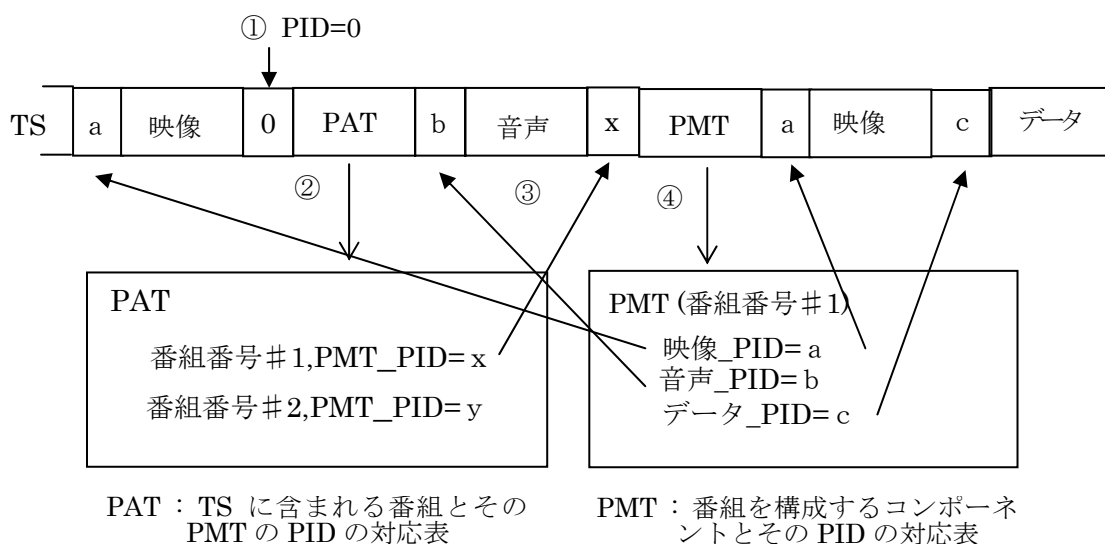 ① PID=0
TS a 映像 0 PAT b 音声 x PMT a 映像 c データ
② ③ ④
PAT
番組番号＃1,PMT_PID=x
番組番号＃2,PMT_PID=y
PMT (番組番号＃1)
映像_PID=a
音声_PID=b
データ_PID=c
PAT：TS に含まれる番組とその
PMT の PID の対応表
PMT：番組を構成するコンポーネ
ントとその PID の対応表